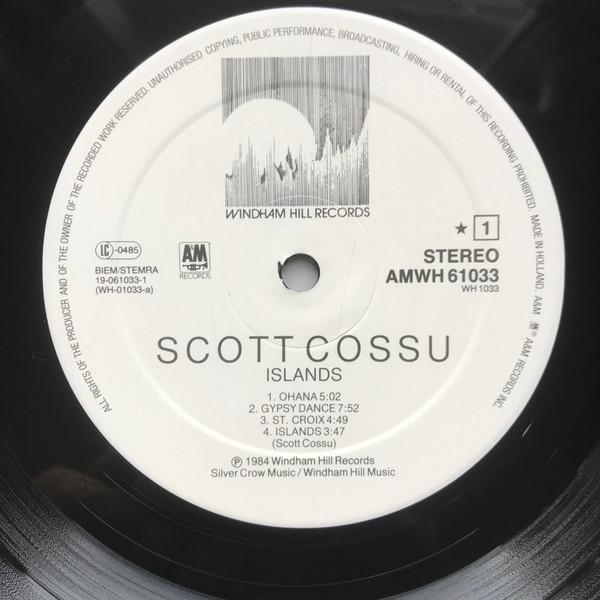 ALL RIGHTS OF THE PRODUCER AND OF THE OWNER OF THE RECORDED WORK RESERVED. UNAUTHORISED COPYING, PUBLIC PERFORMANCE, BROADCASTING, HIRING OR RENTAL OF THIS RECORDING PROHIBITED. MADE IN HOLLAND. A&M ® A&M RECORDS INC.
WINDHAM HILL RECORDS
LC-0485
A&M
RECORDS
BIEM/STEMRA
19-061033-1
(WH-01033-a)
★ 1
STEREO
AMWH 61033
WH 1033
SCOTT COSSU
ISLANDS
1. OHANA 5:02
2. GYPSY DANCE 7:52
3. ST. CROIX 4:49
4. ISLANDS 3:47
(Scott Cossu)
℗ 1984 Windham Hill Records
Silver Crow Music / Windham Hill Music